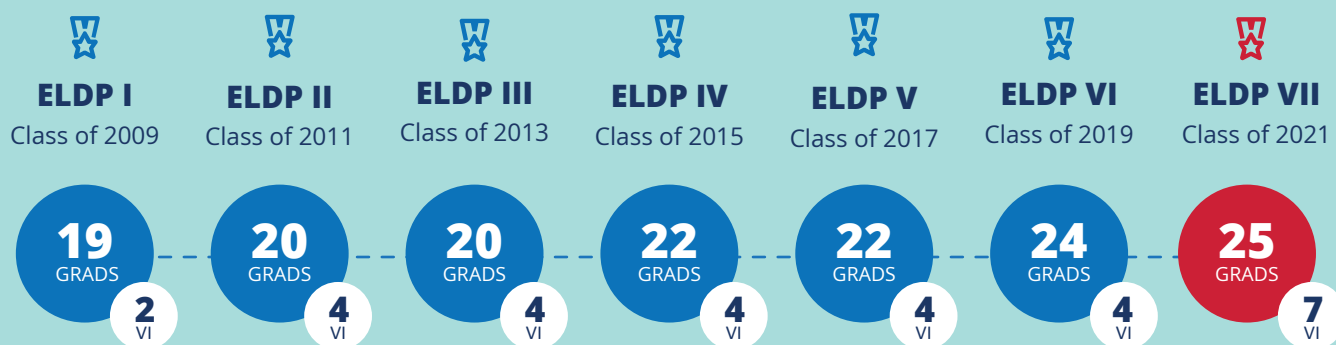 ELDP I
Class of 2009
19
GRADS
2
VI
ELDP II
Class of 2011
20
GRADS
4
VI
ELDP III
Class of 2013
20
GRADS
4
VI
ELDP IV
Class of 2015
22
GRADS
4
VI
ELDP V
Class of 2017
22
GRADS
4
VI
ELDP VI
Class of 2019
24
GRADS
4
VI
ELDP VII
Class of 2021
25
GRADS
7
VI